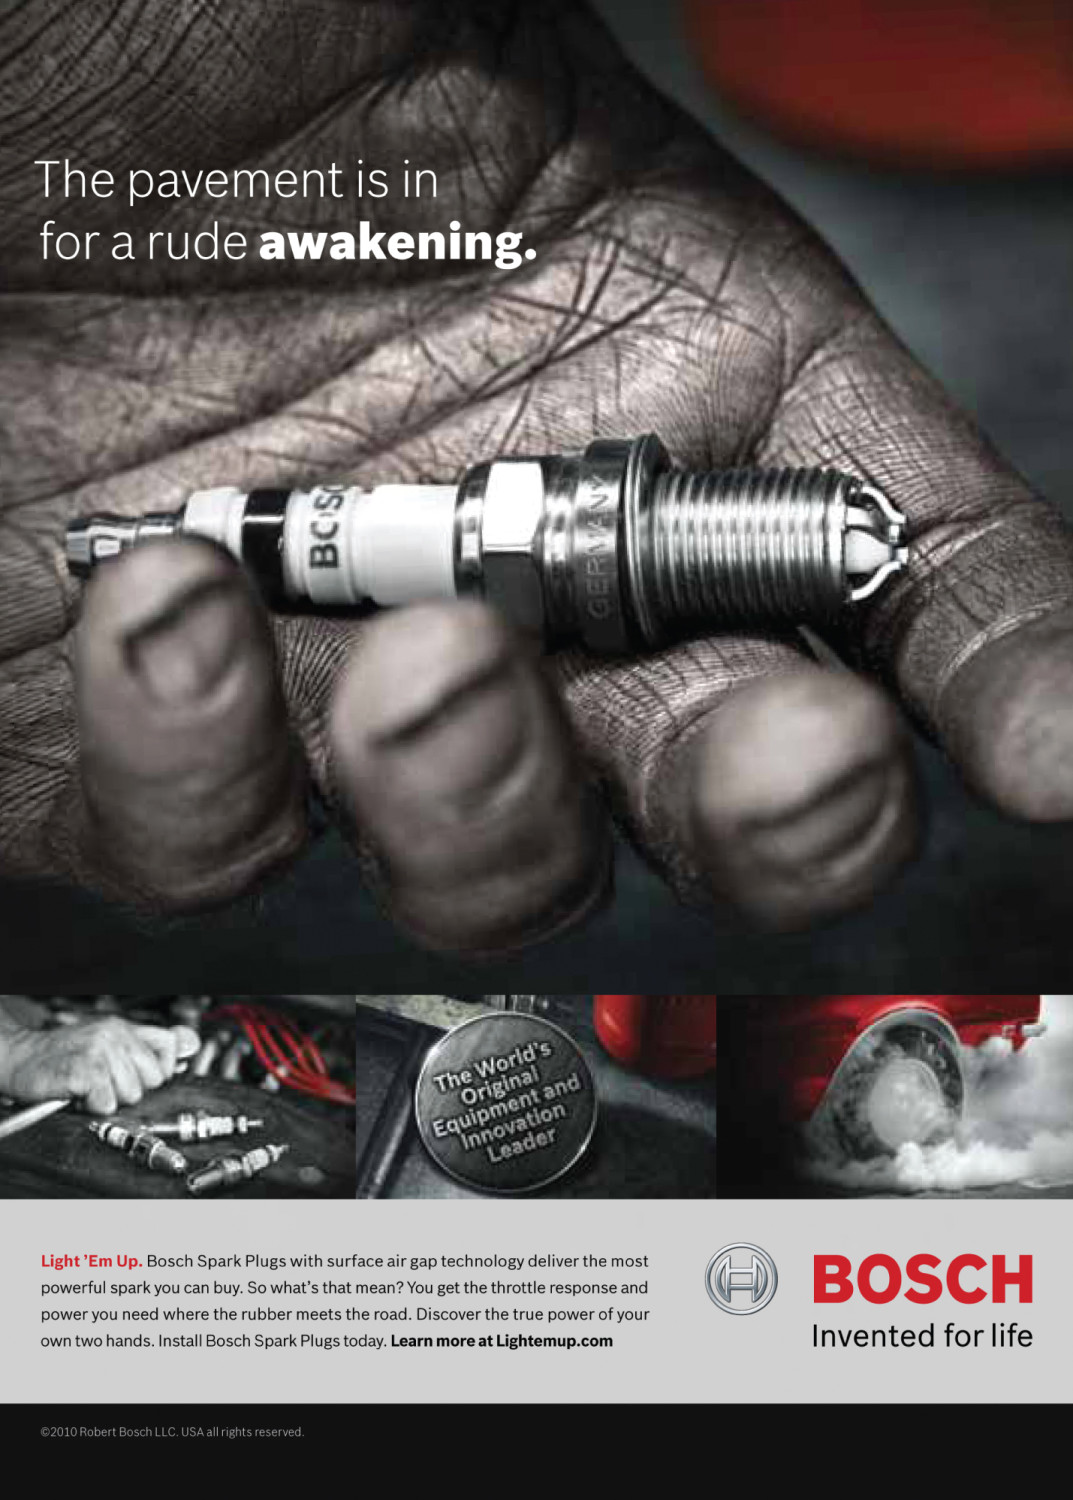 The pavement is in
for a rude awakening.
BOSC
GERMANY
The World's
Original
Equipment and
Innovation
Leader
Light ’Em Up. Bosch Spark Plugs with surface air gap technology deliver the most
powerful spark you can buy. So what’s that mean? You get the throttle response and
power you need where the rubber meets the road. Discover the true power of your
own two hands. Install Bosch Spark Plugs today. Learn more at Lightemup.com
BOSCH
Invented for life
©2010 Robert Bosch LLC. USA all rights reserved.